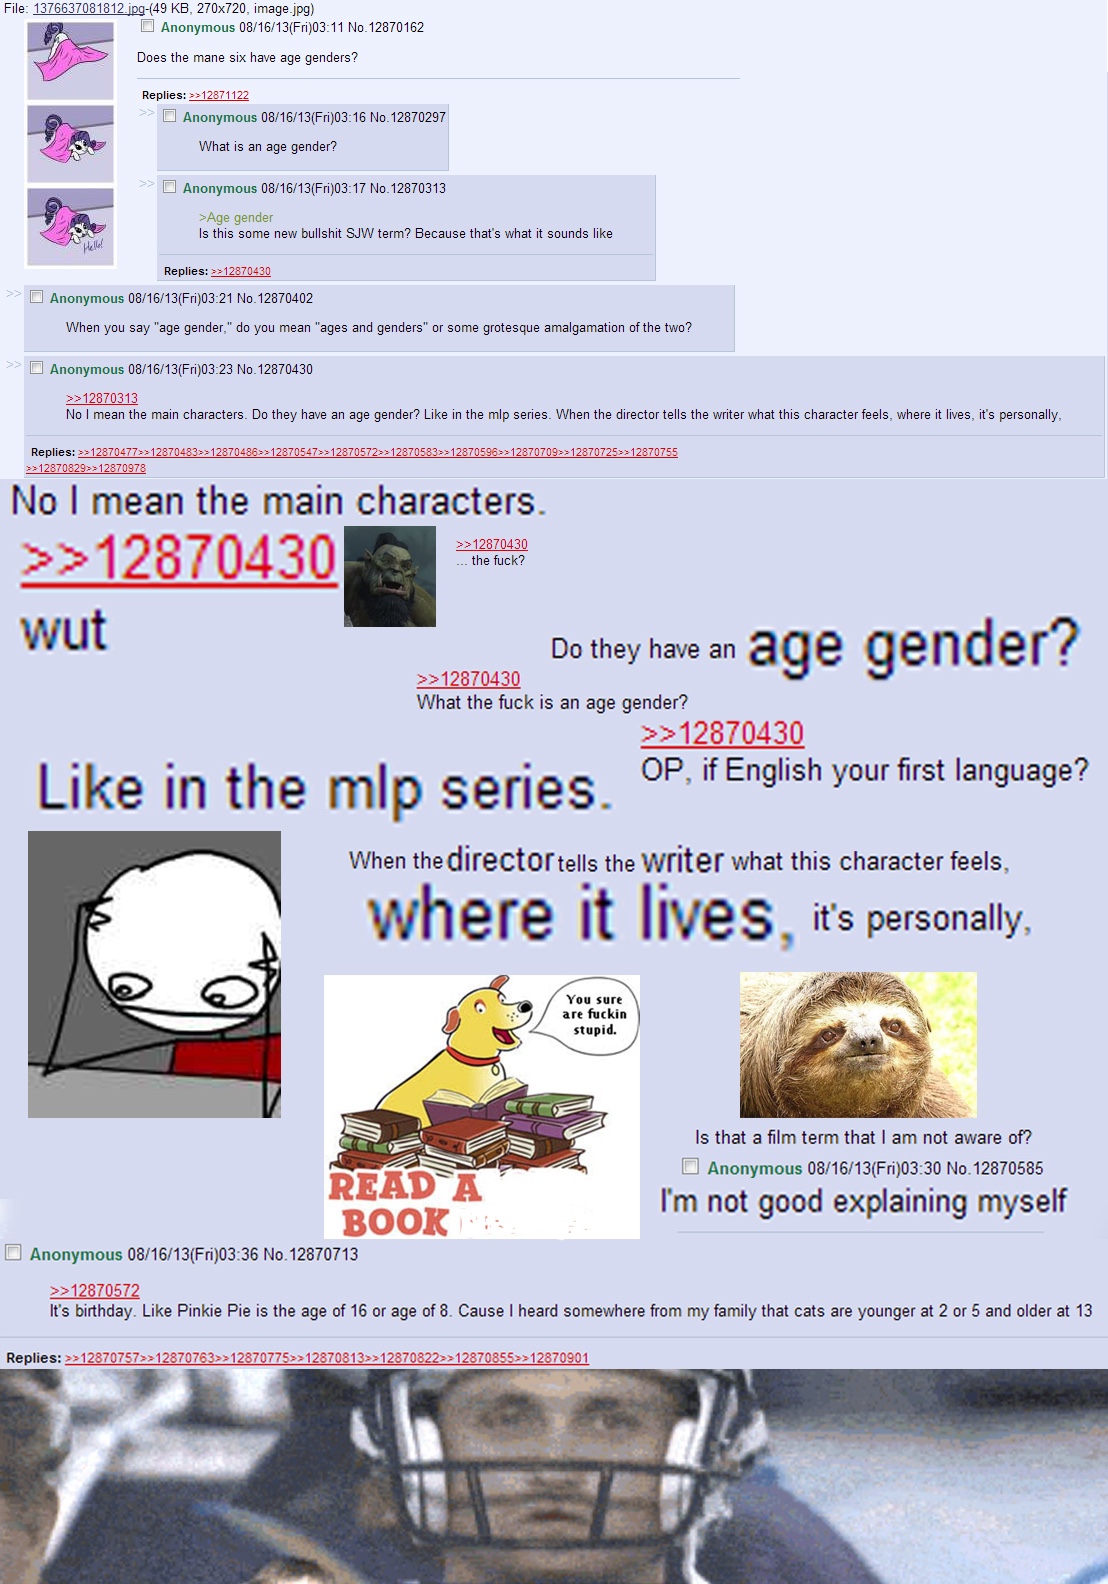 File: 1376637081812.jpg-(49 KB, 270x720, image.jpg)
Anonymous 08/16/13(Fri)03:11 No.12870162
Does the mane six have age genders?
Replies: >>12871122
>> Anonymous 08/16/13(Fri)03:16 No.12870297
What is an age gender?
>> Anonymous 08/16/13(Fri)03:17 No.12870313
>Age gender
Is this some new bullshit SJW term? Because that's what it sounds like
Hello!
Replies: >>12870430
>> Anonymous 08/16/13(Fri)03:21 No.12870402
When you say "age gender," do you mean "ages and genders" or some grotesque amalgamation of the two?
>> Anonymous 08/16/13(Fri)03:23 No.12870430
>>12870313
No I mean the main characters. Do they have an age gender? Like in the mlp series. When the director tells the writer what this character feels, where it lives, it's personally,
Replies: >>12870477>>12870483>>12870486>>12870547>>12870572>>12870583>>12870596>>12870709>>12870725>>12870755
>>12870829>>12870978
No I mean the main characters.
>>12870430
wut
>>12870430
... the fuck?
Do they have an age gender?
>>12870430
What the fuck is an age gender?
>>12870430
OP, if English your first language?
Like in the mlp series.
When the director tells the writer what this character feels,
where it lives, it's personally,
You sure
are fuckin
stupid.
READ A
BOOK
Is that a film term that I am not aware of?
Anonymous 08/16/13(Fri)03:30 No.12870585
I'm not good explaining myself
Anonymous 08/16/13(Fri)03:36 No.12870713
>>12870572
It's birthday. Like Pinkie Pie is the age of 16 or age of 8. Cause I heard somewhere from my family that cats are younger at 2 or 5 and older at 13
Replies: >>12870757>>12870763>>12870775>>12870813>>12870822>>12870855>>12870901